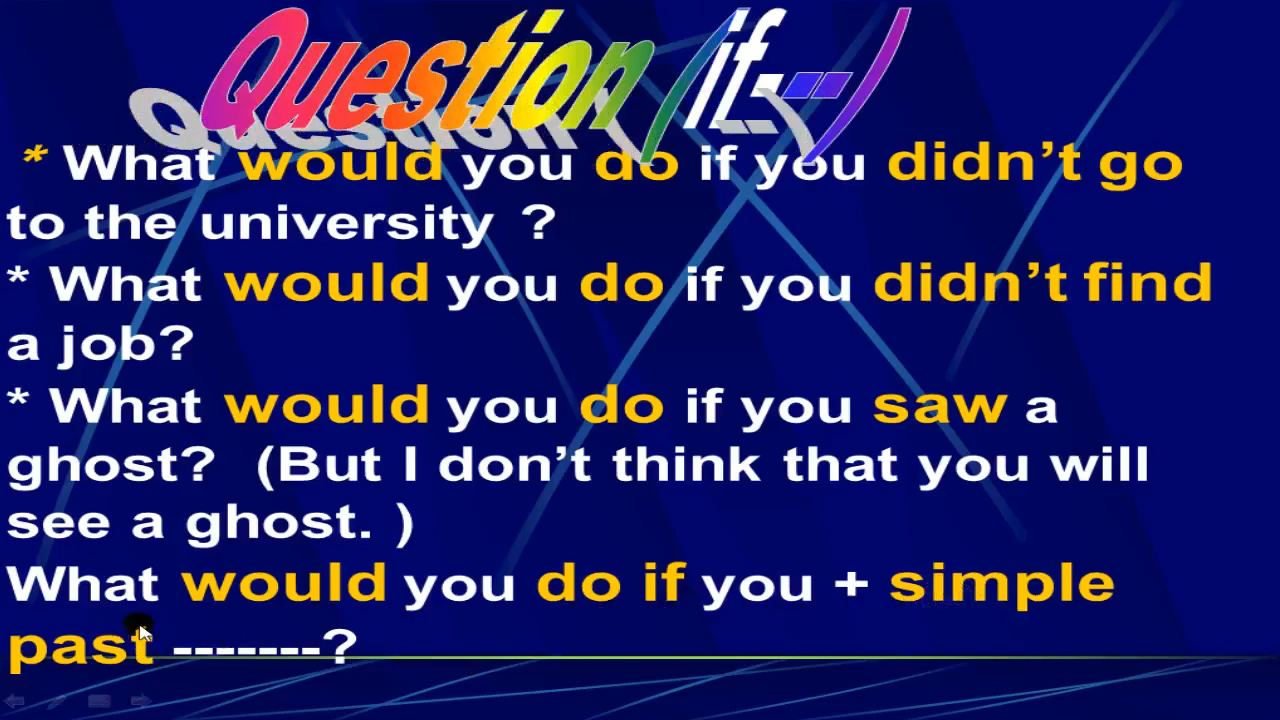 Question (if---)
* What would you do if you didn't go
to the university ?
* What would you do if you didn't find
a job?
* What would you do if you saw a
ghost? (But I don't think that you will
see a ghost. )
What would you do if you + simple
past -------?